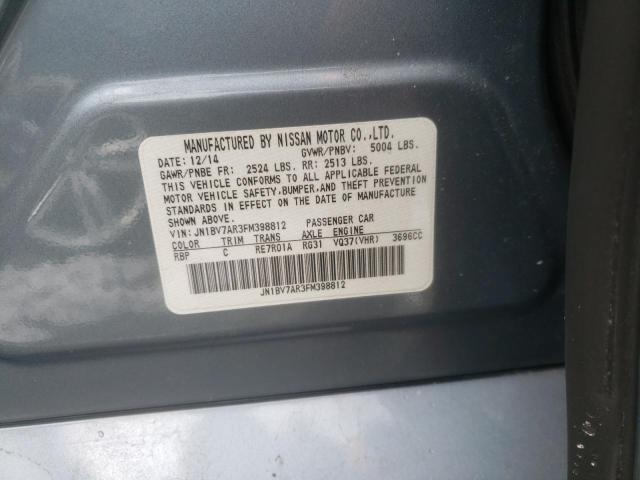 MANUFACTURED BY NISSAN MOTOR CO.,LTD.
DATE: 12/14 GVWR/PNBV: 5004 LBS.
GAWR/PNBE FR: 2524 LBS. RR: 2513 LBS.
THIS VEHICLE CONFORMS TO ALL APPLICABLE FEDERAL
MOTOR VEHICLE SAFETY,BUMPER,AND THEFT PREVENTION
STANDARDS IN EFFECT ON THE DATE OF MANUFACTURE
SHOWN ABOVE.
VIN: JN1BV7AR3FM398812 PASSENGER CAR
COLOR TRIM TRANS AXLE ENGINE
RBP C RE7R01A RG31 VQ37(VHR) 3696CC
JN1BV7AR3FM398812